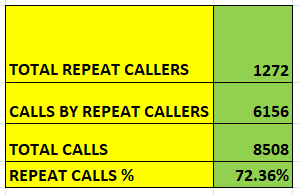 TOTAL REPEAT CALLERS 1272
CALLS BY REPEAT CALLERS 6156
TOTAL CALLS 8508
REPEAT CALLS % 72.36%